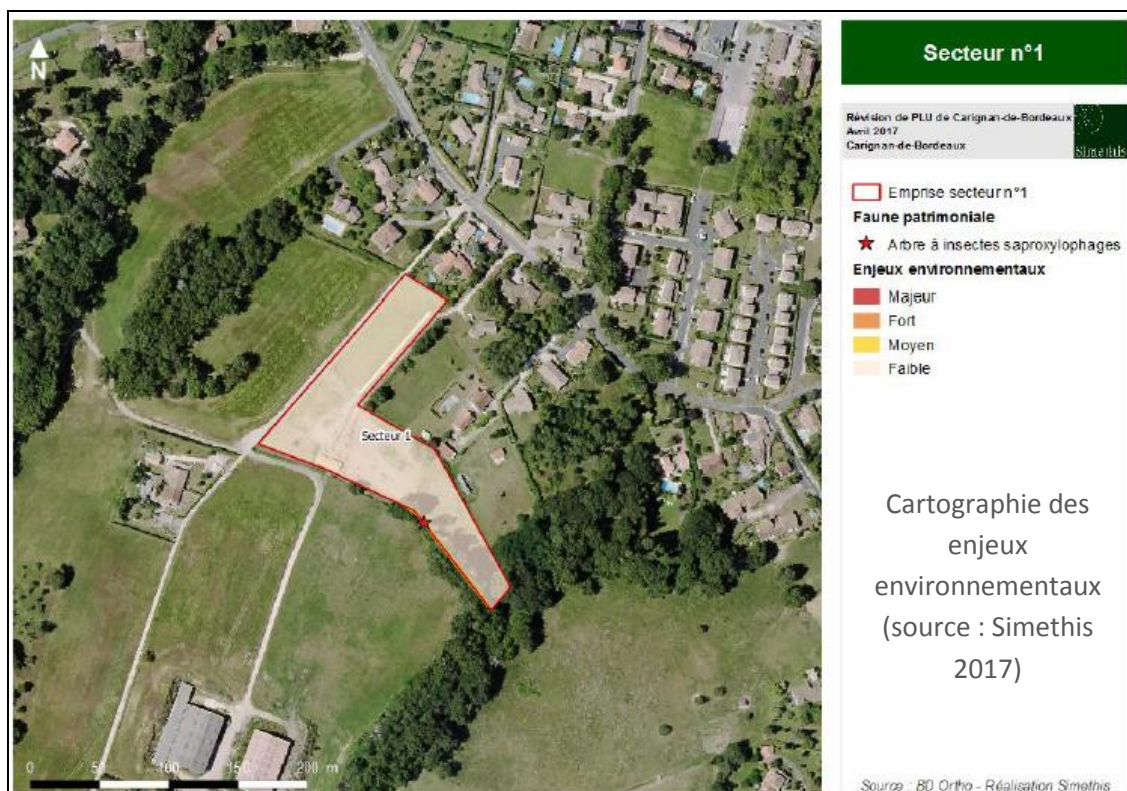 N
Secteur 1
0 50 100 150 200 m
Secteur n°1
Révision de PLU de Carignan-de-Bordeaux
Avril 2017
Carignan-de-Bordeaux
Simethis
Emprise secteur n°1
Faune patrimoniale
Arbre à insectes saproxylophages
Enjeux environnementaux
Majeur
Fort
Moyen
Faible
Cartographie des
enjeux
environnementaux
(source : Simethis
2017)
Source : BD Ortho - Réalisation Simethis